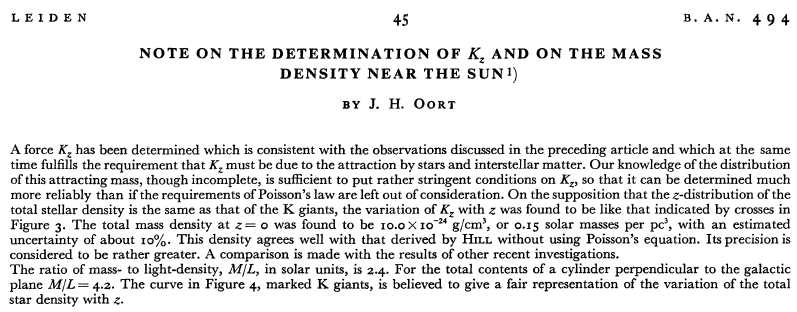 LEIDEN 45 B. A. N. 494
NOTE ON THE DETERMINATION OF Kz AND ON THE MASS
DENSITY NEAR THE SUN 1)
BY J. H. OORT
A force Kz has been determined which is consistent with the observations discussed in the preceding article and which at the same
time fulfills the requirement that Kz must be due to the attraction by stars and interstellar matter. Our knowledge of the distribution
of this attracting mass, though incomplete, is sufficient to put rather stringent conditions on Kz, so that it can be determined much
more reliably than if the requirements of Poisson's law are left out of consideration. On the supposition that the z-distribution of the
total stellar density is the same as that of the K giants, the variation of Kz with z was found to be like that indicated by crosses in
Figure 3. The total mass density at z = 0 was found to be 10.0 × 10⁻²⁴ g/cm³, or 0.15 solar masses per pc³, with an estimated
uncertainty of about 10%. This density agrees well with that derived by HILL without using Poisson's equation. Its precision is
considered to be rather greater. A comparison is made with the results of other recent investigations.
The ratio of mass- to light-density, M/L, in solar units, is 2.4. For the total contents of a cylinder perpendicular to the galactic
plane M/L = 4.2. The curve in Figure 4, marked K giants, is believed to give a fair representation of the variation of the total
star density with z.